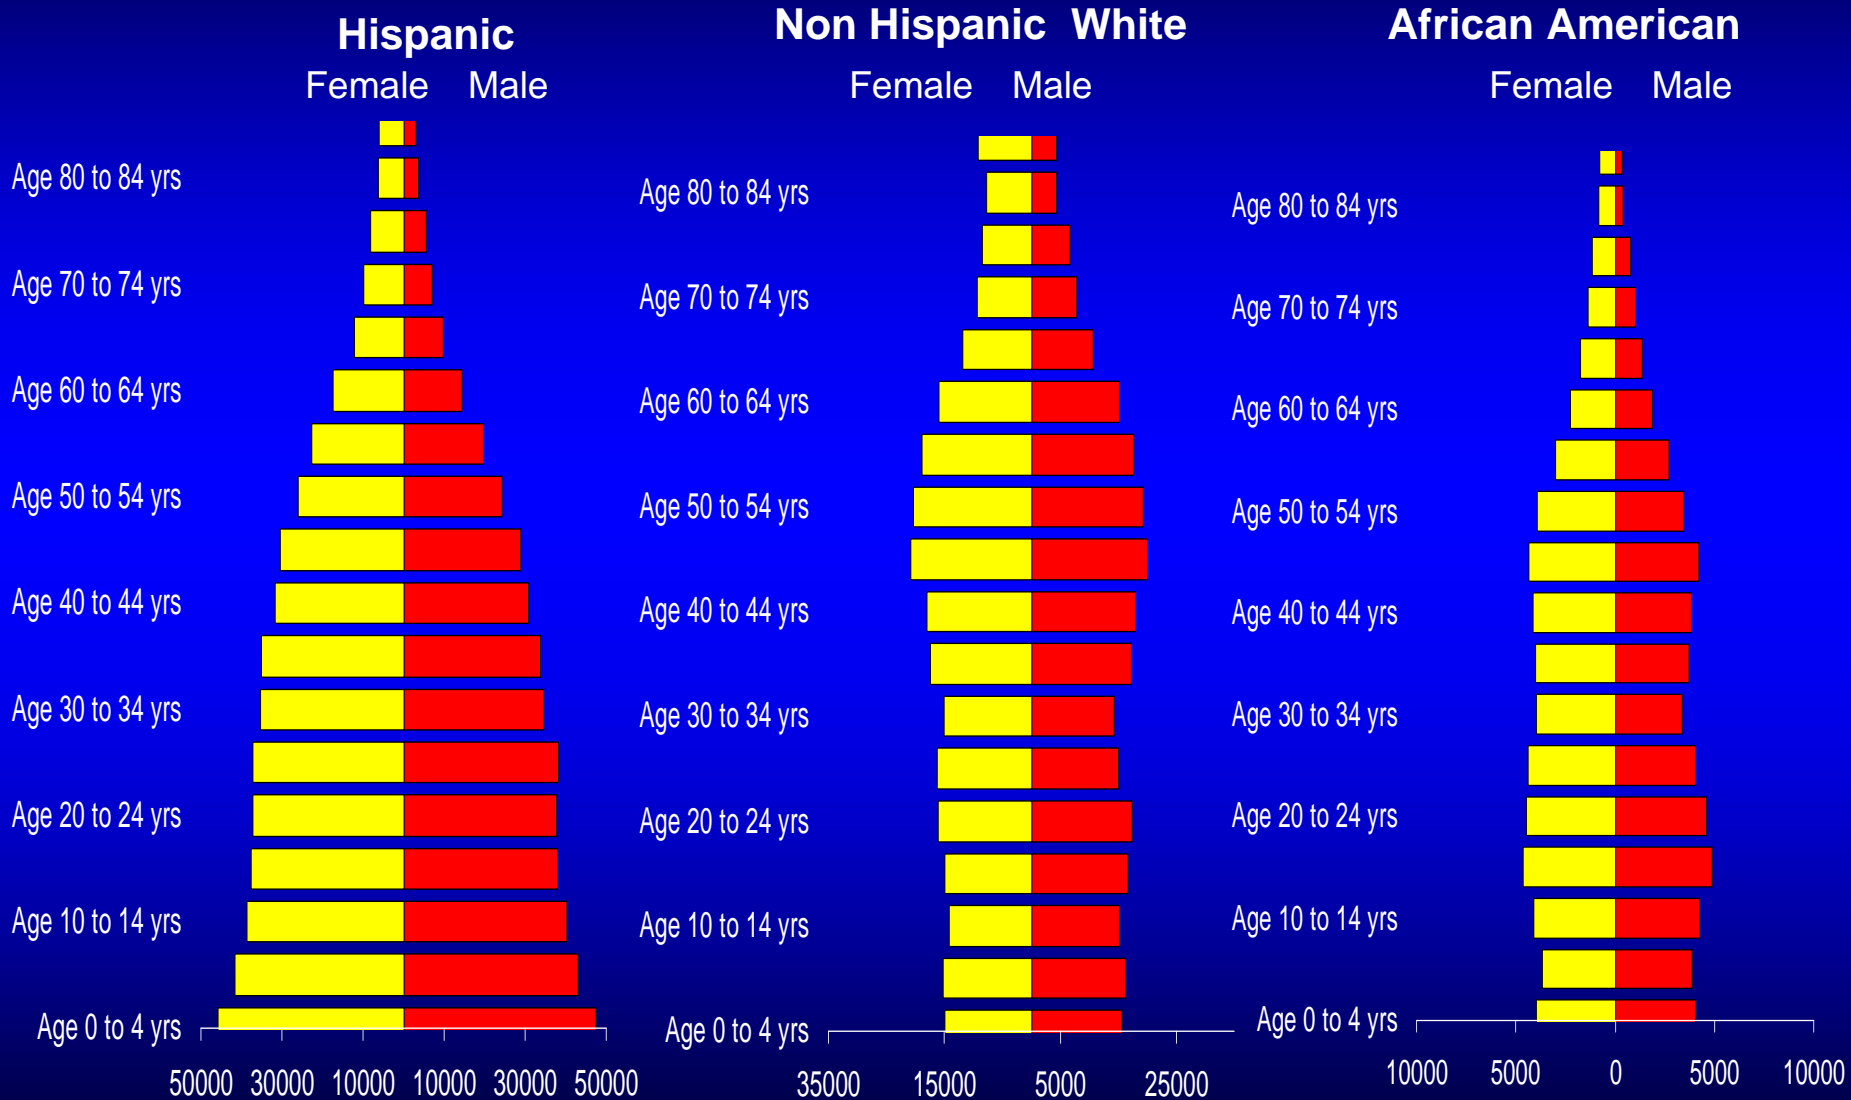 Hispanic
Female Male
Age 80 to 84 yrs
Age 70 to 74 yrs
Age 60 to 64 yrs
Age 50 to 54 yrs
Age 40 to 44 yrs
Age 30 to 34 yrs
Age 20 to 24 yrs
Age 10 to 14 yrs
Age 0 to 4 yrs
50000 30000 10000 10000 30000 50000
Non Hispanic White
Female Male
Age 80 to 84 yrs
Age 70 to 74 yrs
Age 60 to 64 yrs
Age 50 to 54 yrs
Age 40 to 44 yrs
Age 30 to 34 yrs
Age 20 to 24 yrs
Age 10 to 14 yrs
Age 0 to 4 yrs
35000 15000 5000 25000
African American
Female Male
Age 80 to 84 yrs
Age 70 to 74 yrs
Age 60 to 64 yrs
Age 50 to 54 yrs
Age 40 to 44 yrs
Age 30 to 34 yrs
Age 20 to 24 yrs
Age 10 to 14 yrs
Age 0 to 4 yrs
10000 5000 0 5000 10000